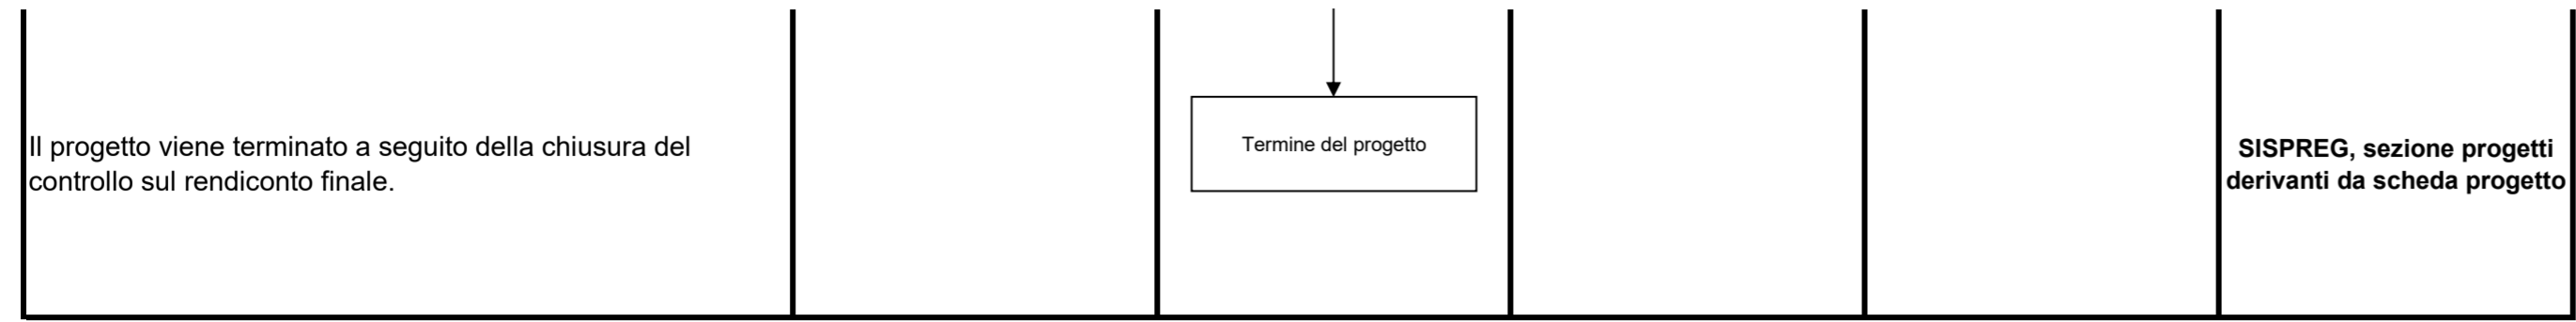 Il progetto viene terminato a seguito della chiusura del
controllo sul rendiconto finale.
Termine del progetto
SISPREG, sezione progetti
derivanti da scheda progetto